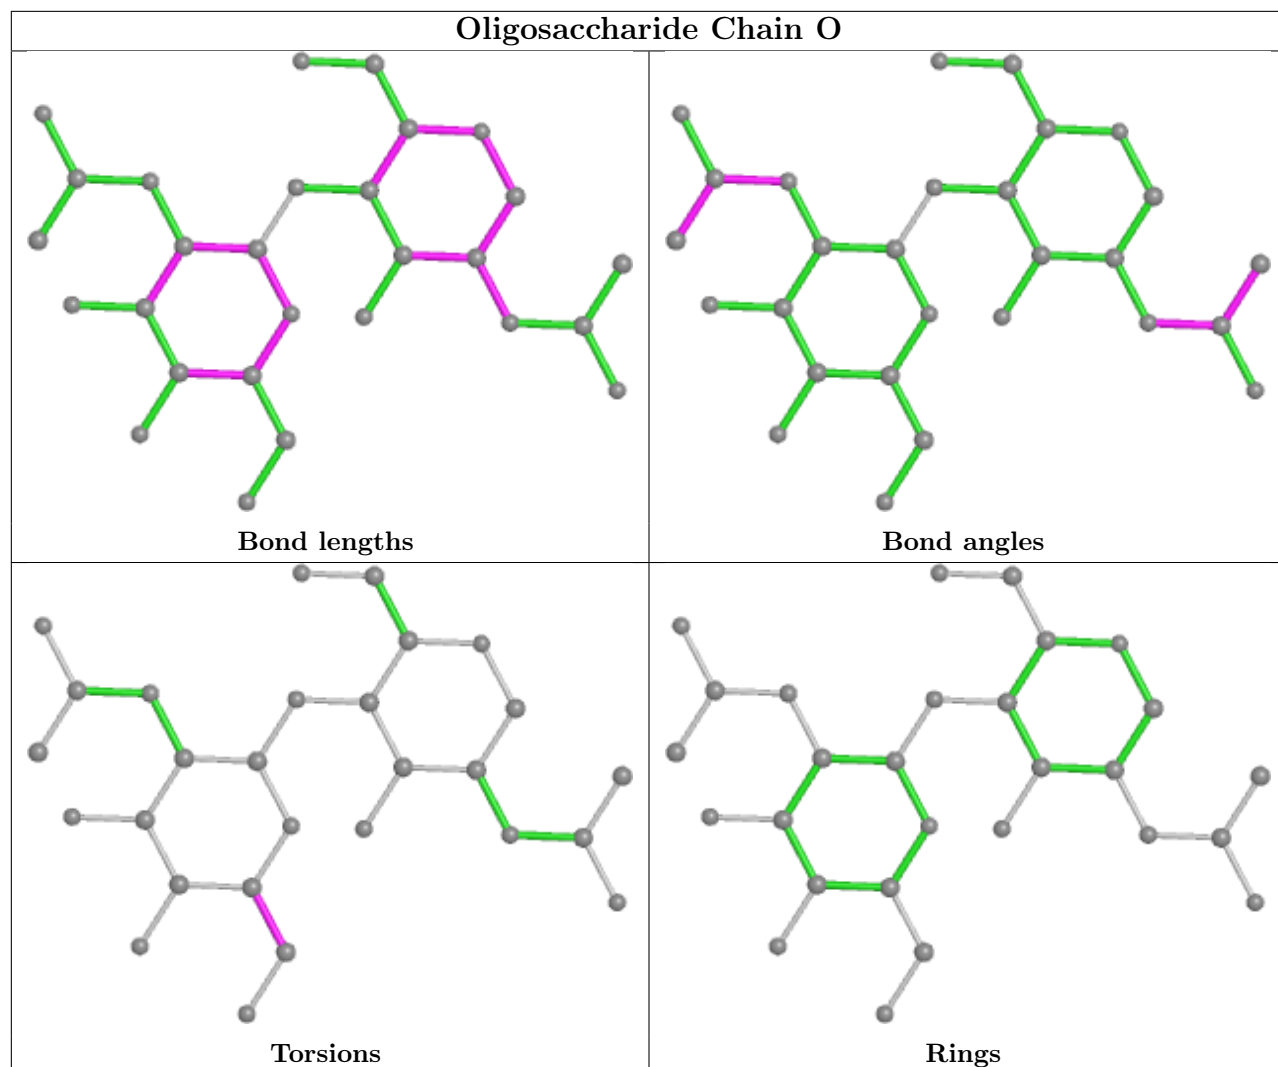 Oligosaccharide Chain O
Bond lengths
Bond angles
Torsions
Rings